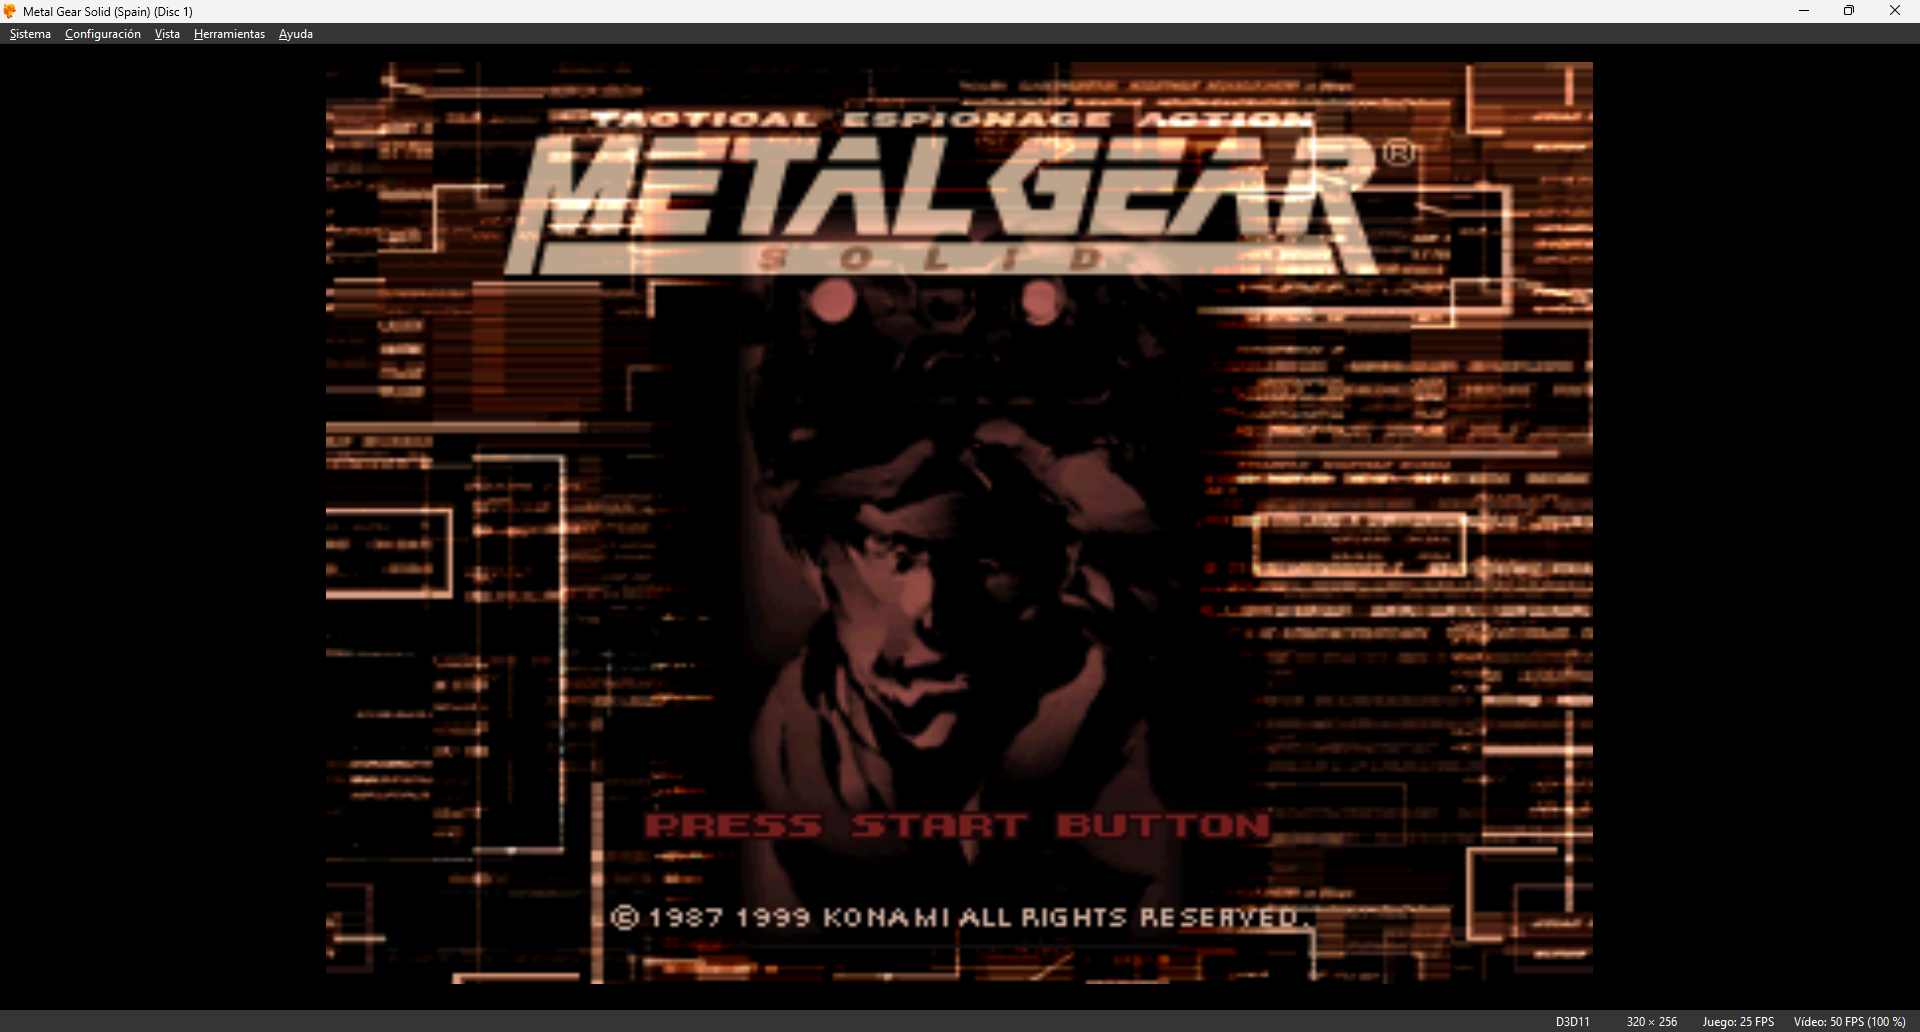 Metal Gear Solid (Spain) (Disc 1)
Sistema Configuración Vista Herramientas Ayuda
TACTICAL ESPIONAGE ACTION
METAL GEAR ®
SOLID
PRESS START BUTTON
© 1987 1999 KONAMI ALL RIGHTS RESERVED.
D3D11 320 × 256 Juego: 25 FPS Vídeo: 50 FPS (100 %)